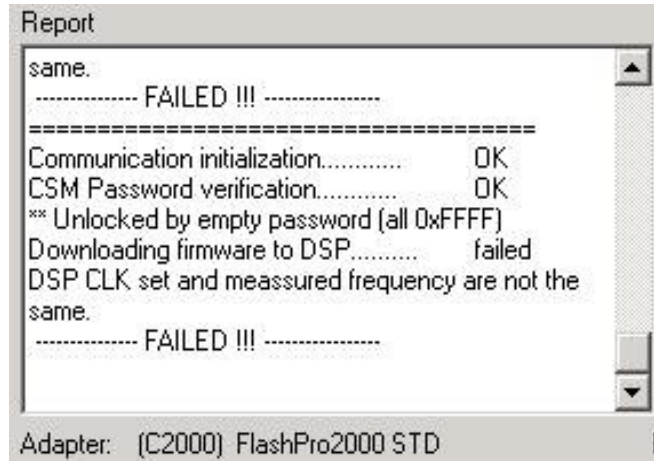 Report
same.
-------------- FAILED !!! ----------------
=====================================
Communication initialization............ OK
CSM Password verification............ OK
** Unlocked by empty password (all 0xFFFF)
Downloading firmware to DSP.......... failed
DSP CLK set and meassured frequency are not the
same.
-------------- FAILED !!! ----------------
Adapter: (C2000) FlashPro2000 STD